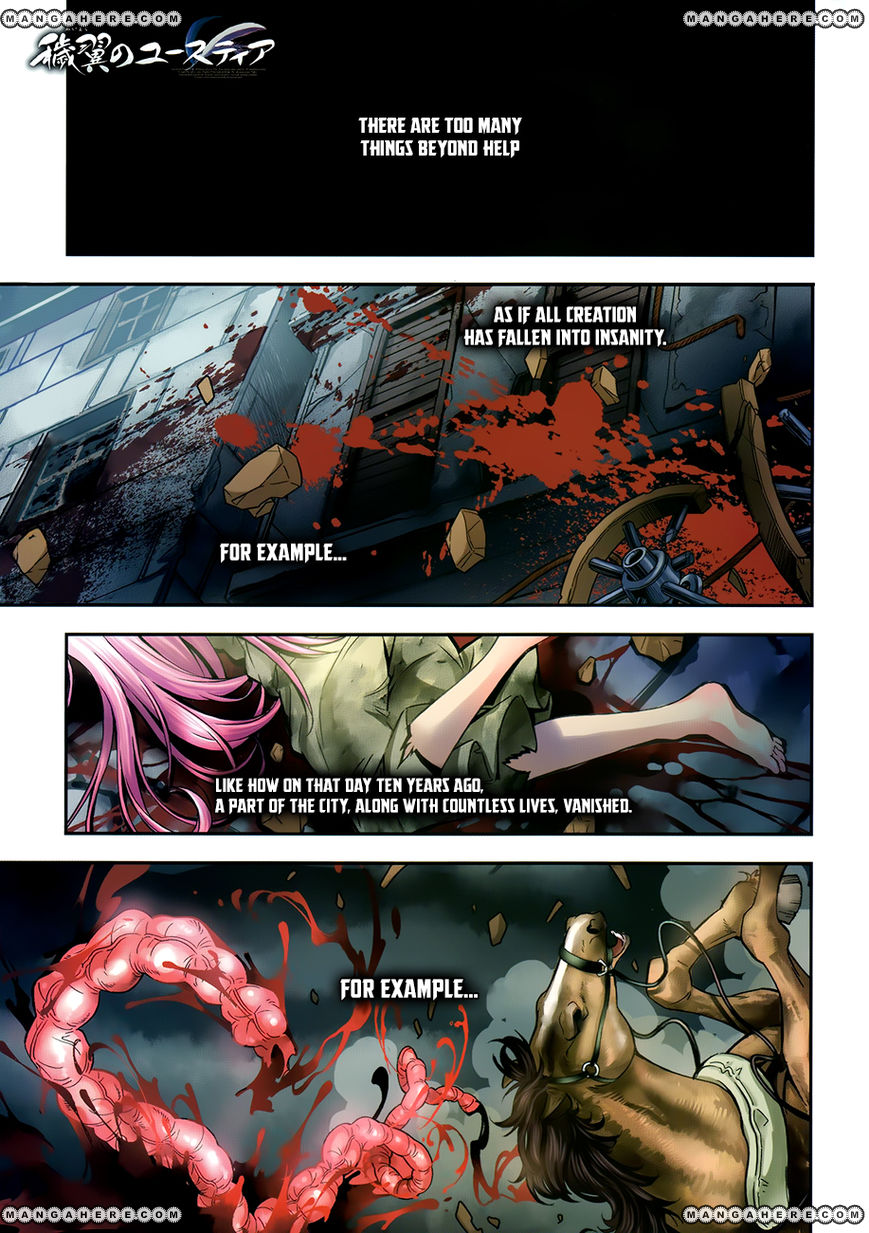 MANGAHERE.COM
MANGAHERE.COM
穢翼のユースティア
THERE ARE TOO MANY
THINGS BEYOND HELP
AS IF ALL CREATION
HAS FALLEN INTO INSANITY.
FOR EXAMPLE...
LIKE HOW ON THAT DAY TEN YEARS AGO,
A PART OF THE CITY, ALONG WITH COUNTLESS LIVES, VANISHED.
FOR EXAMPLE...
MANGAHERE.COM
MANGAHERE.COM